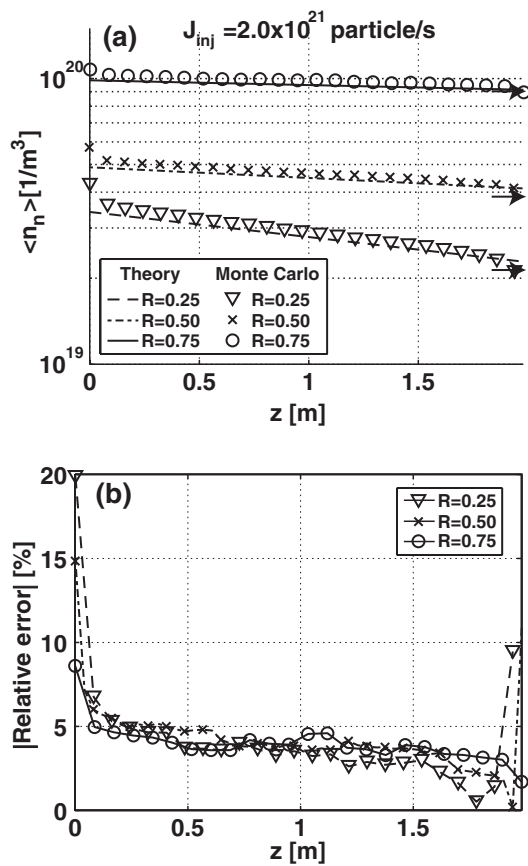 (a) J_inj =2.0x10^21 particle/s
10^20
<n_n>[1/m^3]
Theory Monte Carlo
R=0.25 R=0.25
R=0.50 R=0.50
R=0.75 R=0.75
10^19
0 0.5 1 1.5
z [m]
(b)
R=0.25
R=0.50
R=0.75
20
15
10
5
0
|Relative error| [%]
0 0.5 1 1.5
z [m]